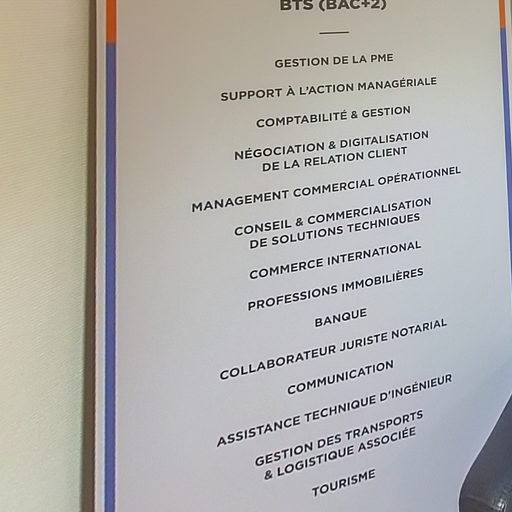 BTS (BAC+2)
GESTION DE LA PME
SUPPORT À L'ACTION MANAGÉRIALE
COMPTABILITÉ & GESTION
NÉGOCIATION & DIGITALISATION
DE LA RELATION CLIENT
MANAGEMENT COMMERCIAL OPÉRATIONNEL
CONSEIL & COMMERCIALISATION
DE SOLUTIONS TECHNIQUES
COMMERCE INTERNATIONAL
PROFESSIONS IMMOBILIÈRES
BANQUE
COLLABORATEUR JURISTE NOTARIAL
COMMUNICATION
ASSISTANCE TECHNIQUE D'INGÉNIEUR
GESTION DES TRANSPORTS
& LOGISTIQUE ASSOCIÉE
TOURISME